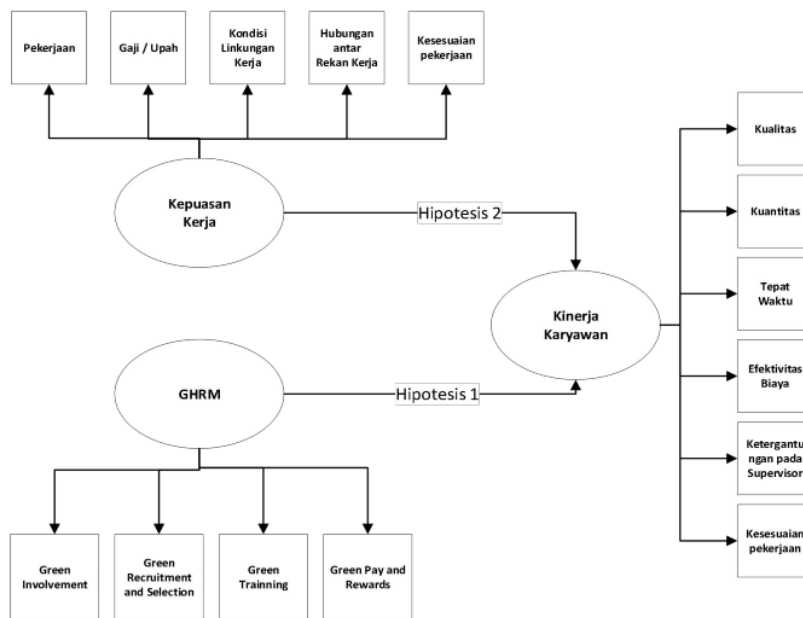 Pekerjaan
Gaji / Upah
Kondisi
Linkungan
Kerja
Hubungan
antar
Rekan Kerja
Kesesuaian
pekerjaan
Kepuasan
Kerja
Hipotesis 2
Kinerja
Karyawan
GHRM
Hipotesis 1
Kualitas
Kuantitas
Tepat
Waktu
Efektivitas
Biaya
Ketergantu
ngan pada
Supervisor
Kesesuaian
pekerjaan
Green
Involvement
Green
Recruitment
and Selection
Green
Trainning
Green Pay and
Rewards